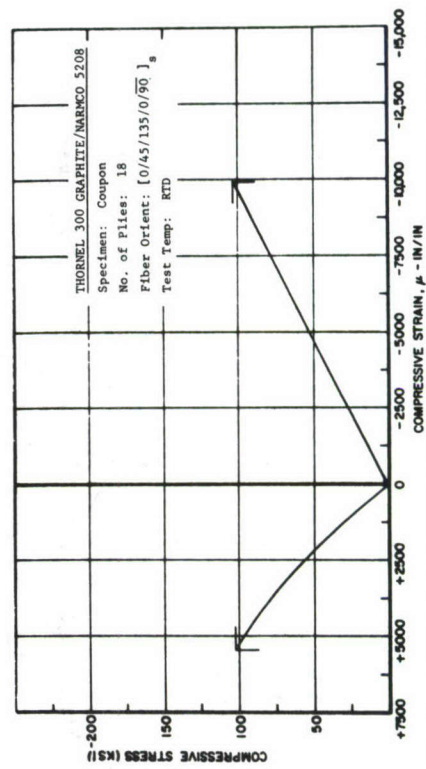 THORNEL 300 GRAPHITE/NARMCO 5208
Specimen: Coupon
No. of Plies: 18
Fiber Orient: [0/45/135/0/90]s
Test Temp: RTD
COMPRESSIVE STRESS (KSI)
-200
150
100
50
+7500
+5000
+2500
0
-2500
-5000
-7500
-10,000
-12,500
-15,000
COMPRESSIVE STRAIN, μ - IN/IN